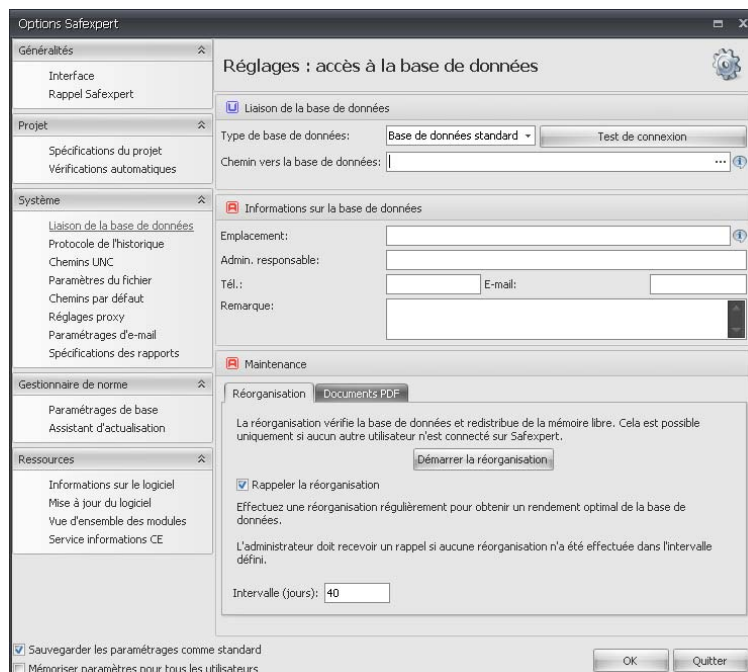 Options Safexpert
Généralités
Interface
Rappel Safexpert
Projet
Spécifications du projet
Vérifications automatiques
Système
Liaison de la base de données
Protocole de l'historique
Chemins UNC
Paramètres du fichier
Chemins par défaut
Réglages proxy
Paramétrages d'e-mail
Spécifications des rapports
Gestionnaire de norme
Paramétrages de base
Assistant d'actualisation
Ressources
Informations sur le logiciel
Mise à jour du logiciel
Vue d'ensemble des modules
Service informations CE
Réglages : accès à la base de données
U Liaison de la base de données
Type de base de données: Base de données standard Test de connexion
Chemin vers la base de données: ...
A Informations sur la base de données
Emplacement:
Admin. responsable:
Tél.: E-mail:
Remarque:
A Maintenance
Réorganisation Documents PDF
La réorganisation vérifie la base de données et redistribue de la mémoire libre. Cela est possible
uniquement si aucun autre utilisateur n'est connecté sur Safexpert.
Démarrer la réorganisation
Rappeler la réorganisation
Effectuez une réorganisation régulièrement pour obtenir un rendement optimal de la base de
données.
L'administrateur doit recevoir un rappel si aucune réorganisation n'a été effectuée dans l'intervalle
défini.
Intervalle (jours): 40
Sauvegarder les paramétrages comme standard
Mémoriser paramètres pour tous les utilisateurs
OK Quitter